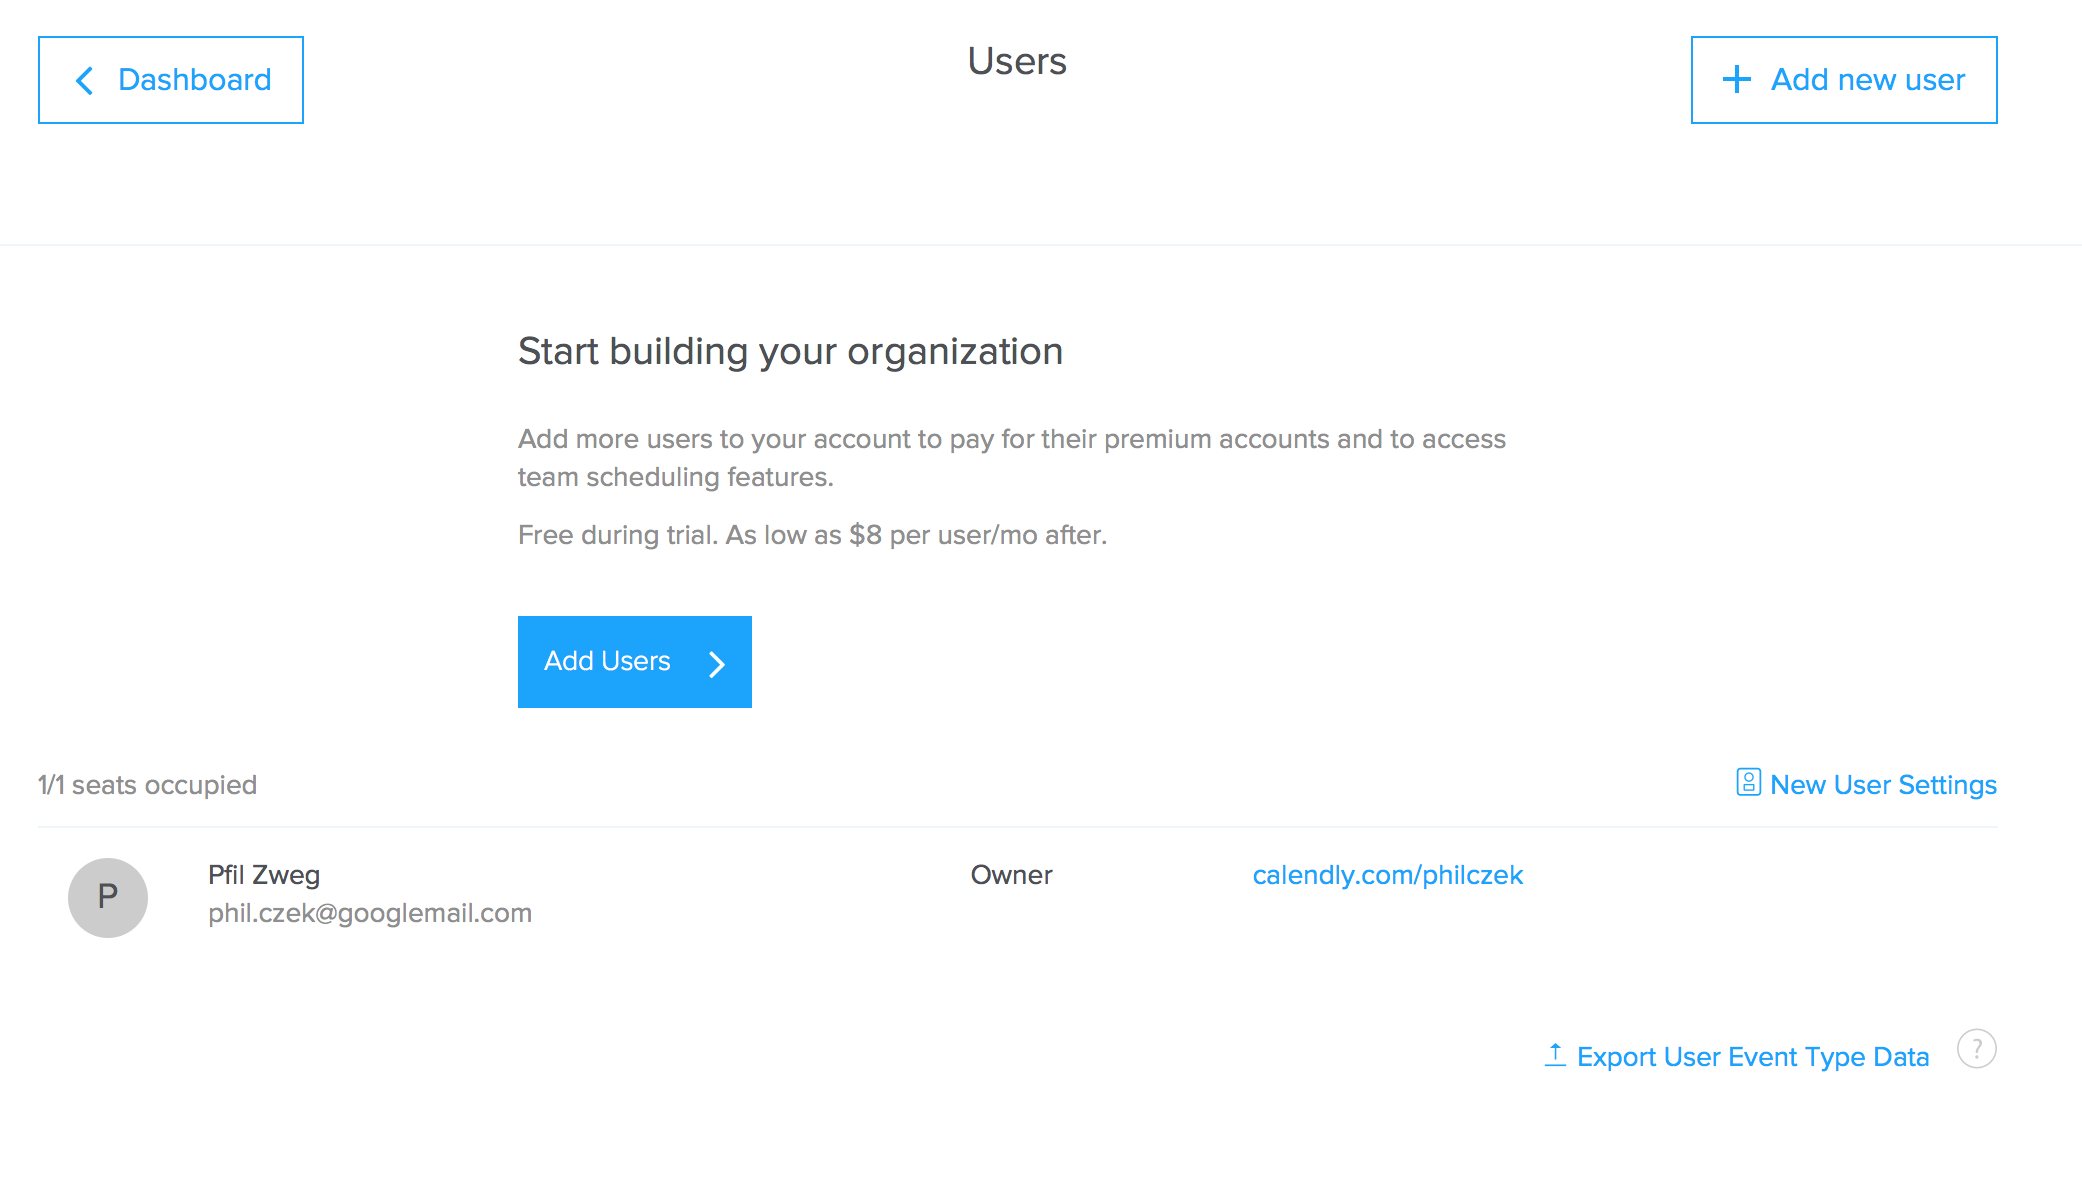 Dashboard
Users
Add new user
Start building your organization
Add more users to your account to pay for their premium accounts and to access
team scheduling features.
Free during trial. As low as $8 per user/mo after.
Add Users
1/1 seats occupied
New User Settings
P
Pfil Zweg
Owner
calendly.com/philczek
phil.czek@googlemail.com
Export User Event Type Data
?